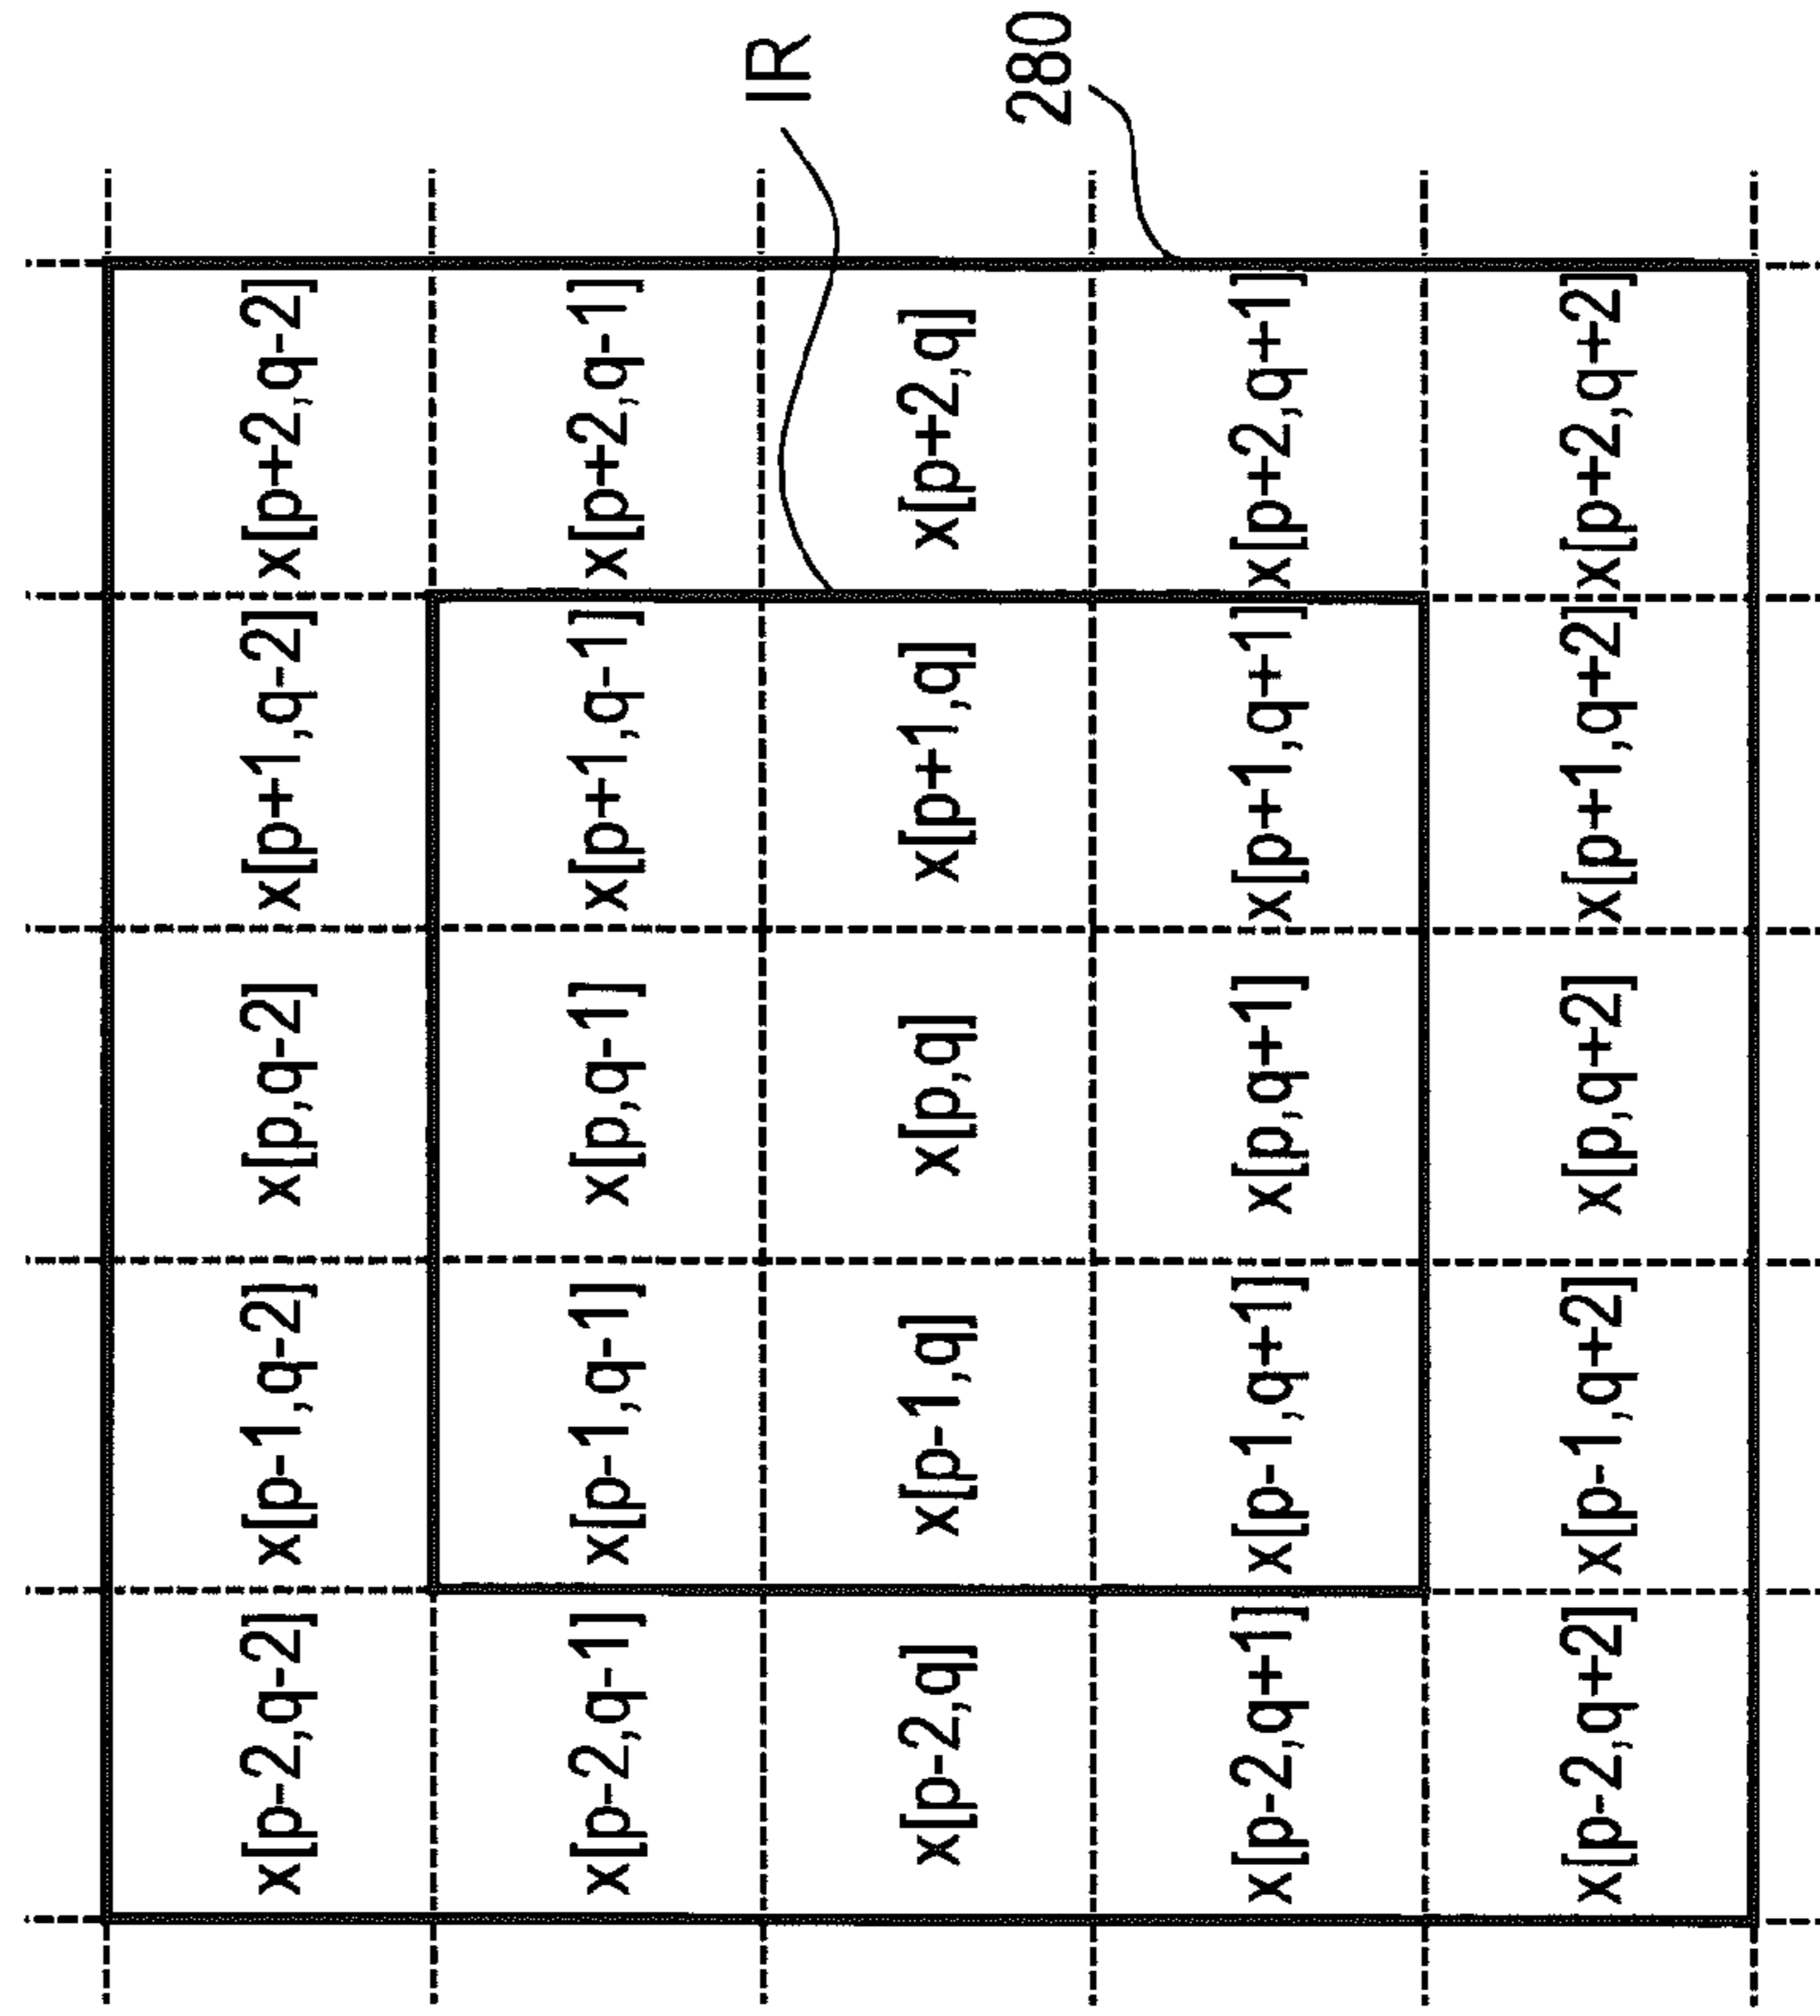 x[p-2,q-2] x[p-1,q-2] x[p,q-2] x[p+1,q-2] x[p+2,q-2]
x[p-2,q-1] x[p-1,q-1] x[p,q-1] x[p+1,q-1] x[p+2,q-1]
IR
x[p-2,q] x[p-1,q] x[p,q] x[p+1,q] x[p+2,q]
280
x[p-2,q+1] x[p-1,q+1] x[p,q+1] x[p+1,q+1] x[p+2,q+1]
x[p-2,q+2] x[p-1,q+2] x[p,q+2] x[p+1,q+2] x[p+2,q+2]